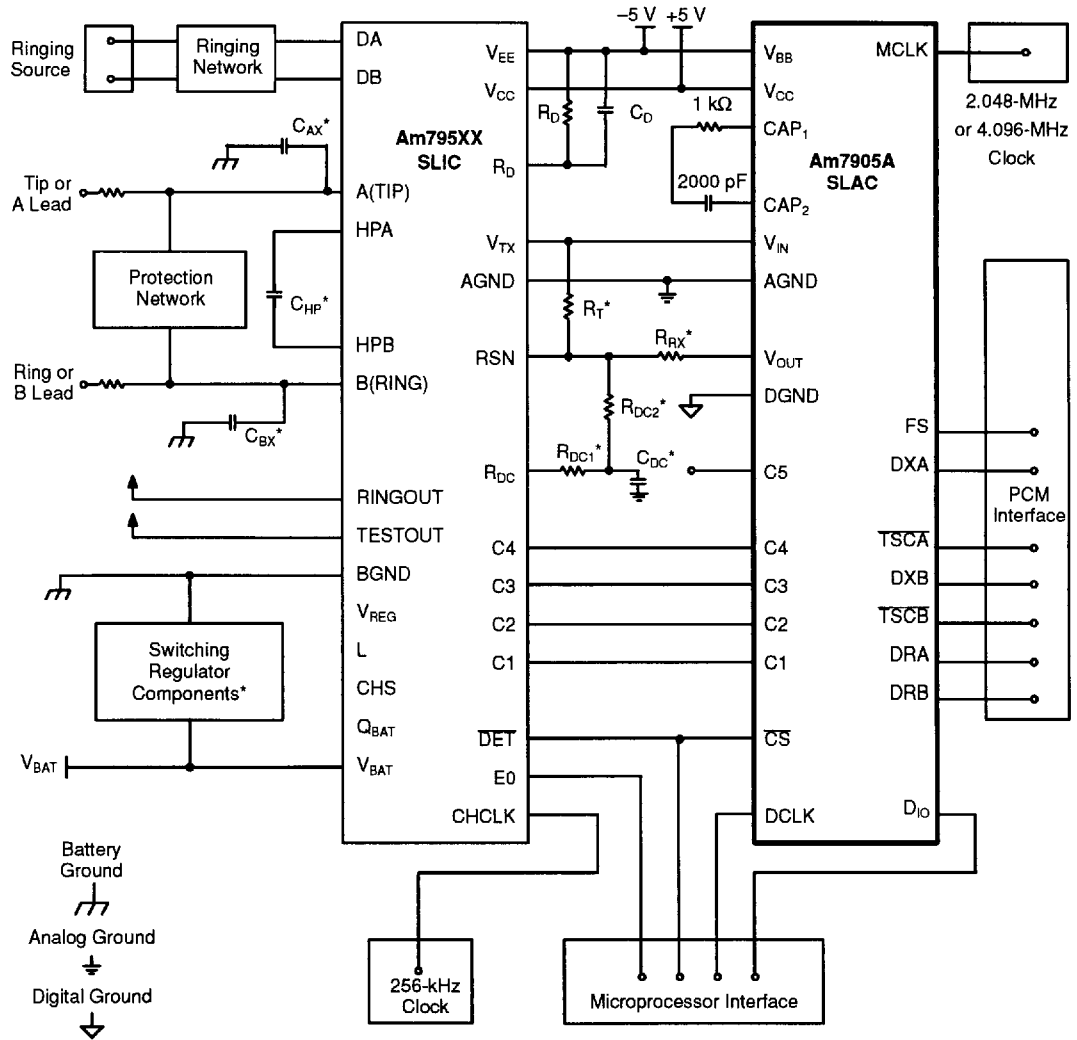 Ringing
Source
Ringing
Network
DA
DB
–5 V
+5 V
VEE
VCC
RD
CD
RD
VBB
VCC
1 kΩ
CAP1
2000 pF
CAP2
MCLK
2.048-MHz
or 4.096-MHz
Clock
CAX*
Am795XX
SLIC
Am7905A
SLAC
Tip or
A Lead
A(TIP)
HPA
Protection
Network
CHP*
HPB
Ring or
B Lead
B(RING)
CBX*
VTX
AGND
RT*
RSN
RRX*
RDC2*
RDC1*
CDC*
RDC
VIN
AGND
VOUT
DGND
C5
FS
DXA
PCM
Interface
TSCA
DXB
TSCB
DRA
DRB
RINGOUT
TESTOUT
BGND
VREG
L
CHS
QBAT
VBAT
Switching
Regulator
Components*
VBAT
C4
C3
C2
C1
DET
E0
CHCLK
C4
C3
C2
C1
CS
DCLK
DIO
Battery
Ground
Analog Ground
Digital Ground
256-kHz
Clock
Microprocessor Interface